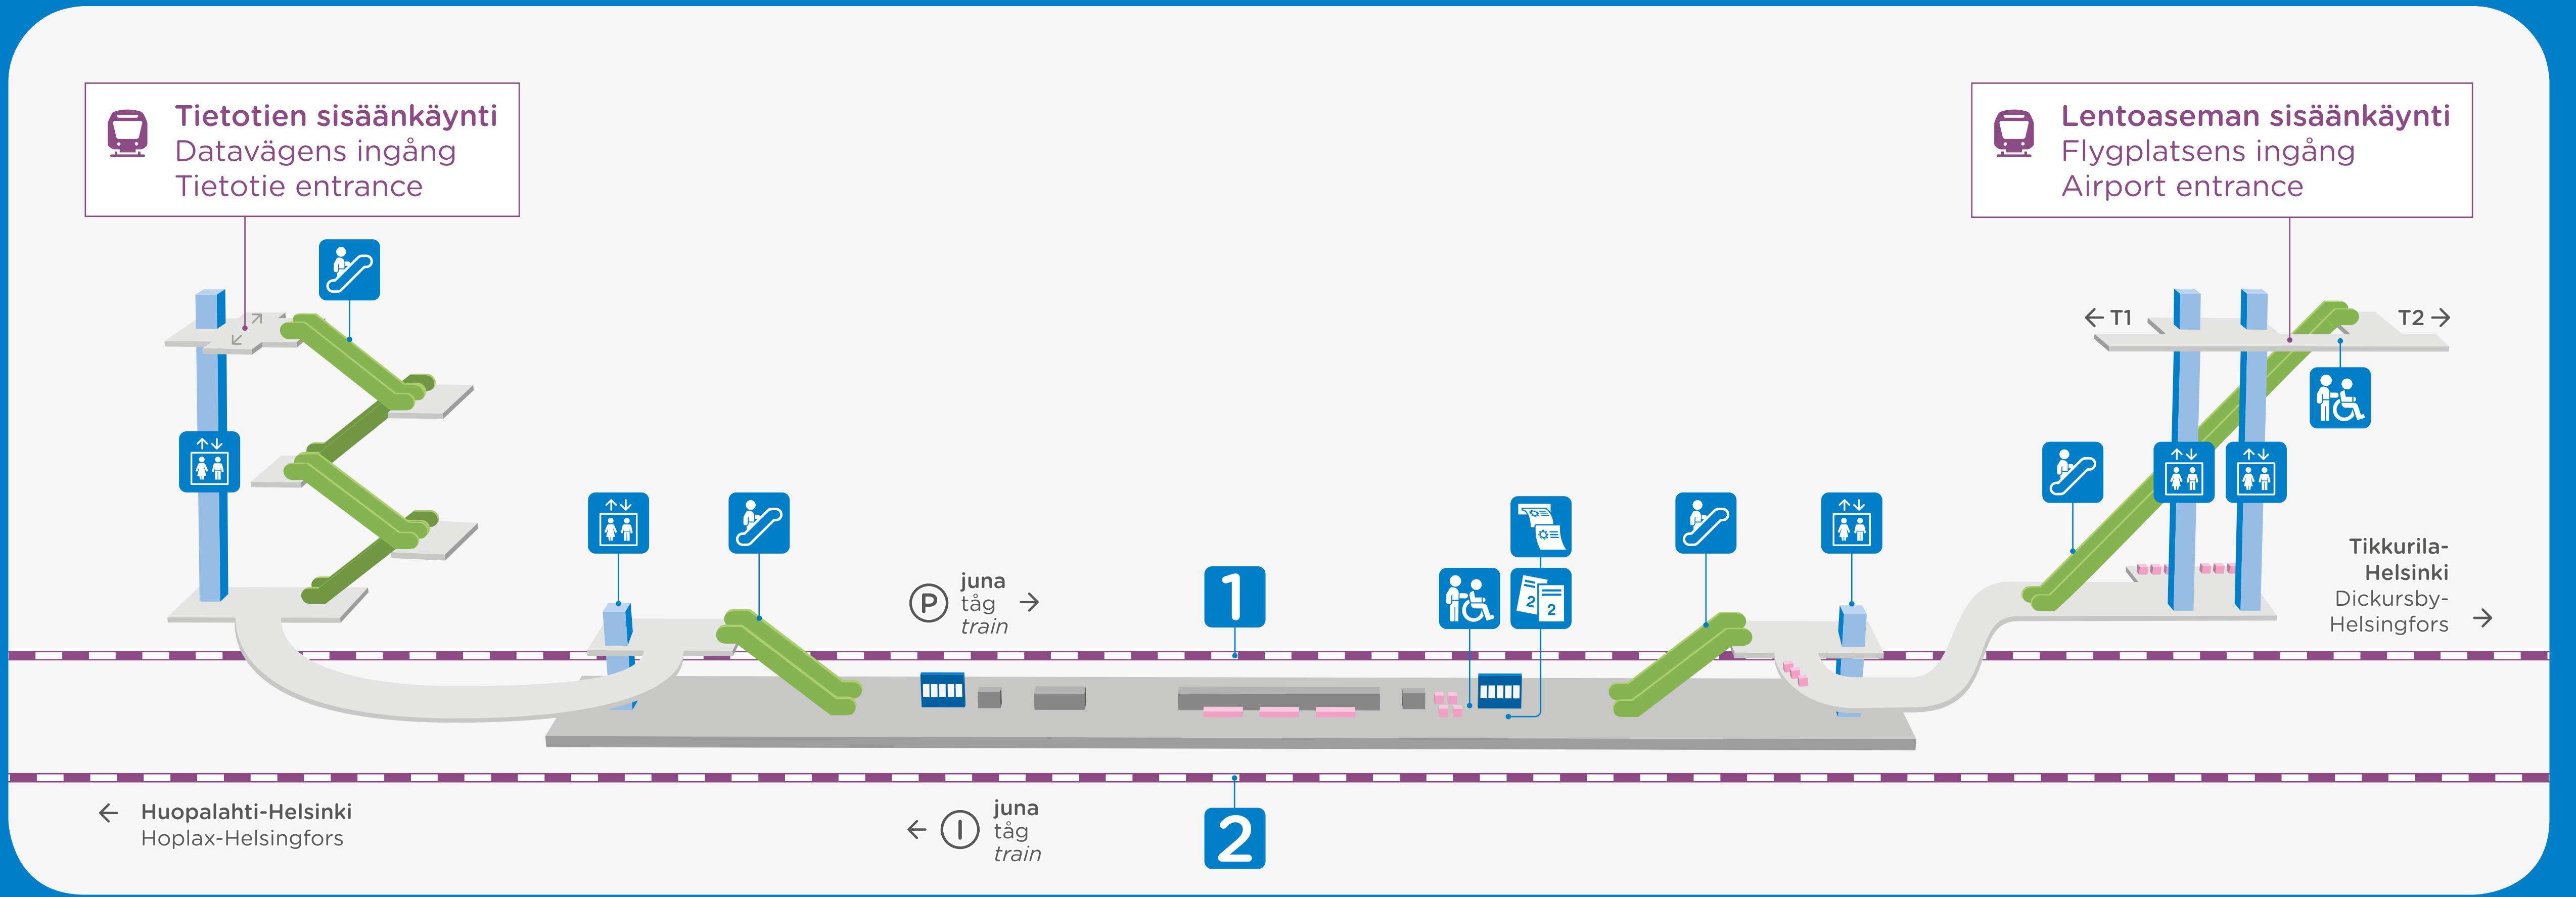 Tietotien sisäänkäynti
Datavägens ingång
Tietotie entrance
Lentoaseman sisäänkäynti
Flygplatsens ingång
Airport entrance
← T1
T2 →
P
juna
tåg →
train
1
2
2
Tikkurila-
Helsinki
Dickursby-
Helsingfors →
← Huopalahti-Helsinki
Hoplax-Helsingfors
← I
juna
tåg
train
2